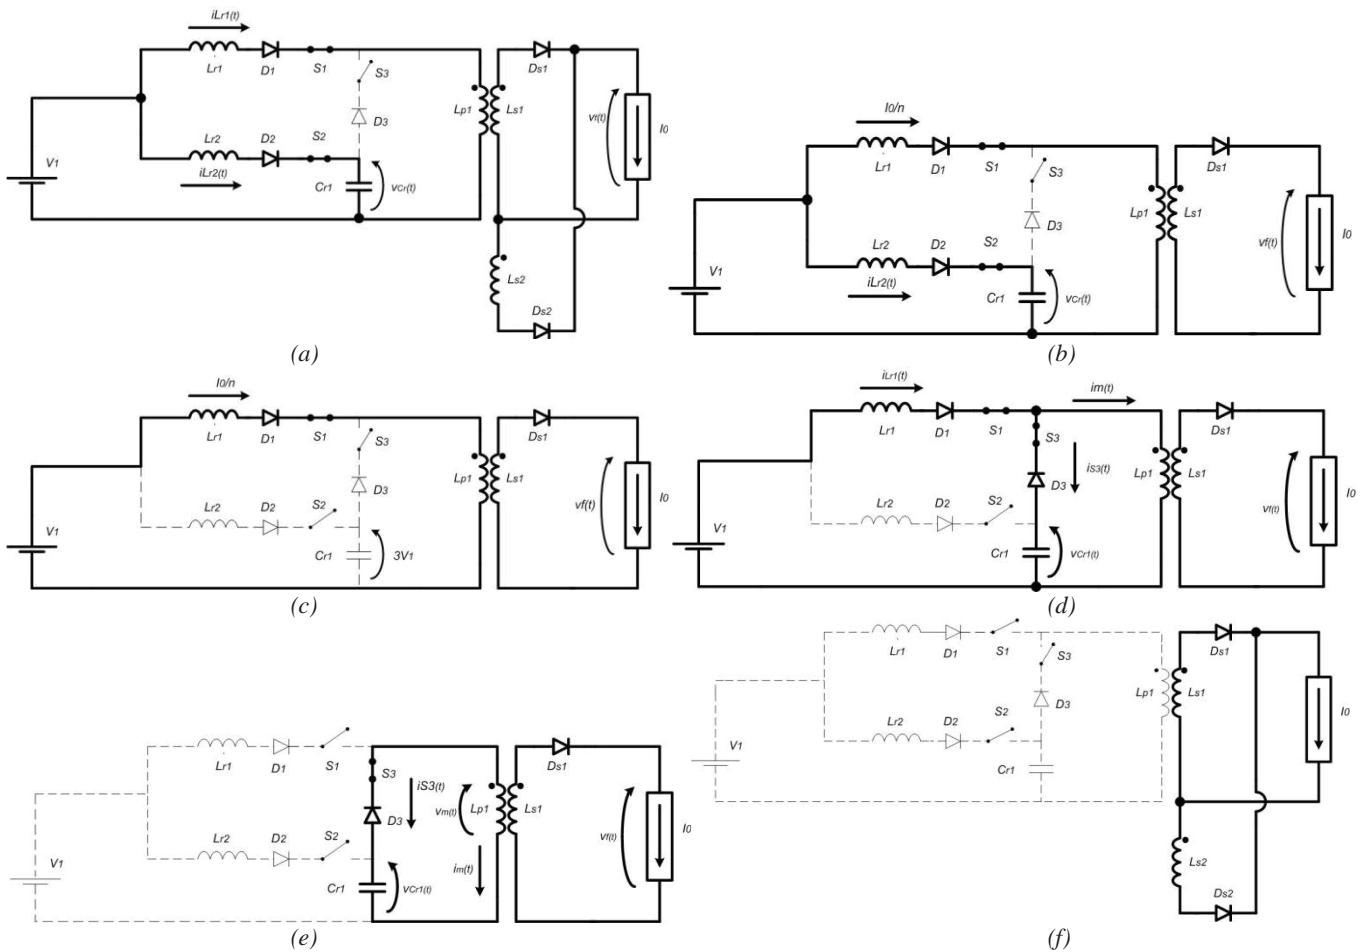 iLr1(t)
Lr1
D1
S1
S3
D3
Lp1
Ls1
Ds1
vf(t)
I0
V1
Lr2
D2
S2
iLr2(t)
Cr1
vCr(t)
Ls2
Ds2
(a)
I0/n
Lr1
D1
S1
S3
D3
Lp1
Ls1
Ds1
vf(t)
I0
V1
Lr2
D2
S2
iLr2(t)
Cr1
vCr(t)
(b)
I0/n
Lr1
D1
S1
S3
D3
Lp1
Ls1
Ds1
vf(t)
I0
V1
Lr2
D2
S2
Cr1
3V1
(c)
iLr1(t)
im(t)
Lr1
D1
S1
S3
iS3(t)
D3
Lp1
Ls1
Ds1
vf(t)
I0
V1
Lr2
D2
S2
Cr1
vCr1(t)
(d)
Lr1
D1
S1
S3
iS3(t)
D3
vm(t)
Lp1
Ls1
Ds1
vf(t)
I0
V1
Lr2
D2
S2
im(t)
Cr1
vCr1(t)
(e)
Lr1
D1
S1
S3
D3
Lp1
Ls1
Ds1
I0
V1
Lr2
D2
S2
Cr1
Ls2
Ds2
(f)